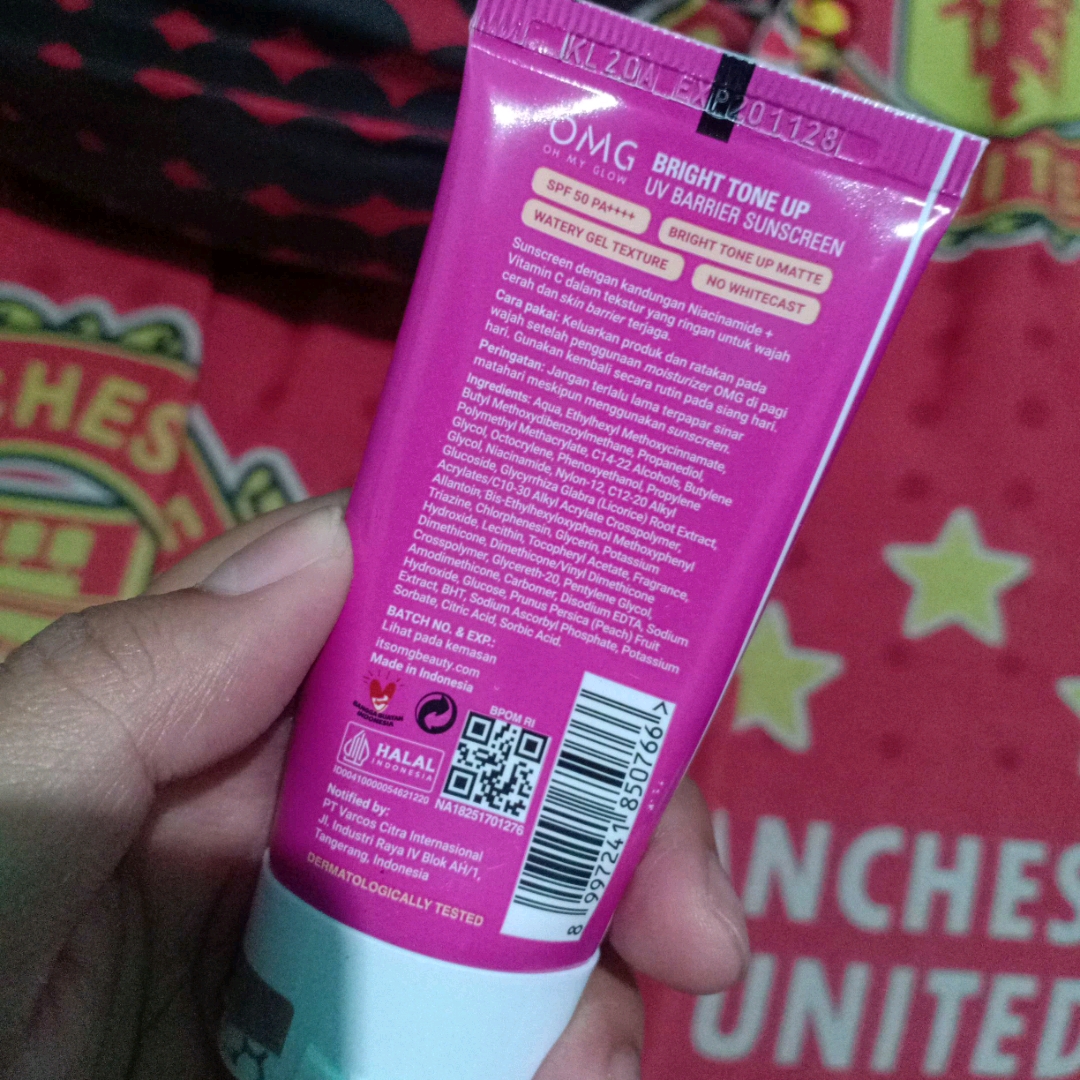 JKL20A EXP201128
OMG
OH MY GLOW
BRIGHT TONE UP
UV BARRIER SUNSCREEN
SPF 50 PA++++
BRIGHT TONE UP MATTE
WATERY GEL TEXTURE
NO WHITECAST
Sunscreen dengan kandungan Niacinamide +
Vitamin C dalam tekstur yang ringan untuk wajah
cerah dan skin barrier terjaga.
Cara pakai: Keluarkan produk dan ratakan pada
wajah setelah penggunaan moisturizer OMG di pagi
hari. Gunakan kembali secara rutin pada siang hari.
Peringatan: Jangan terlalu lama terpapar sinar
matahari meskipun menggunakan sunscreen.
Ingredients: Aqua, Ethylhexyl Methoxycinnamate,
Butyl Methoxydibenzoylmethane, Propanediol,
Polymethyl Methacrylate, C14-22 Alcohols, Butylene
Glycol, Octocrylene, Phenoxyethanol, Propylene
Glycol, Niacinamide, Nylon-12, C12-20 Alkyl
Glucoside, Glycyrrhiza Glabra (Licorice) Root Extract,
Acrylates/C10-30 Alkyl Acrylate Crosspolymer,
Allantoin, Bis-Ethylhexyloxyphenol Methoxyphenyl
Triazine, Chlorphenesin, Glycerin, Potassium
Hydroxide, Lecithin, Tocopheryl Acetate, Fragrance,
Dimethicone, Dimethicone/Vinyl Dimethicone
Crosspolymer, Glycereth-20, Pentylene Glycol,
Amodimethicone, Carbomer, Disodium EDTA, Sodium
Hydroxide, Glucose, Prunus Persica (Peach) Fruit
Extract, BHT, Sodium Ascorbyl Phosphate, Potassium
Sorbate, Citric Acid, Sorbic Acid.
BATCH NO. & EXP.:
Lihat pada kemasan
itsomgbeauty.com
Made in Indonesia
BANGGA BUATAN
INDONESIA
HALAL
INDONESIA
ID00410000054621220
BPOM RI
NA18251701276
Notified by:
PT Varcos Citra Internasional
Jl. Industri Raya IV Blok AH/1,
Tangerang, Indonesia
DERMATOLOGICALLY TESTED
8 997241 850766 >
CHES
NCHES
UNITED